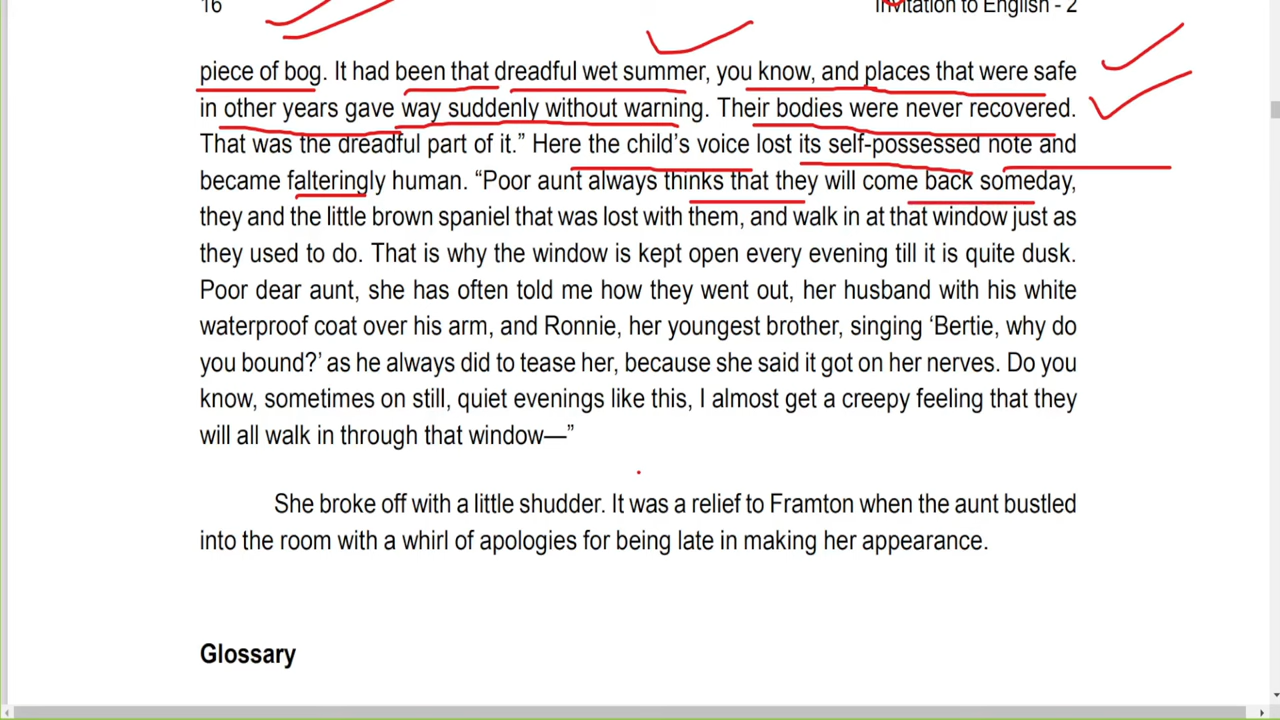 16 Invitation to English - 2
piece of bog. It had been that dreadful wet summer, you know, and places that were safe
in other years gave way suddenly without warning. Their bodies were never recovered.
That was the dreadful part of it.” Here the child’s voice lost its self-possessed note and
became falteringly human. “Poor aunt always thinks that they will come back someday,
they and the little brown spaniel that was lost with them, and walk in at that window just as
they used to do. That is why the window is kept open every evening till it is quite dusk.
Poor dear aunt, she has often told me how they went out, her husband with his white
waterproof coat over his arm, and Ronnie, her youngest brother, singing ‘Bertie, why do
you bound?’ as he always did to tease her, because she said it got on her nerves. Do you
know, sometimes on still, quiet evenings like this, I almost get a creepy feeling that they
will all walk in through that window—”
She broke off with a little shudder. It was a relief to Framton when the aunt bustled
into the room with a whirl of apologies for being late in making her appearance.
Glossary